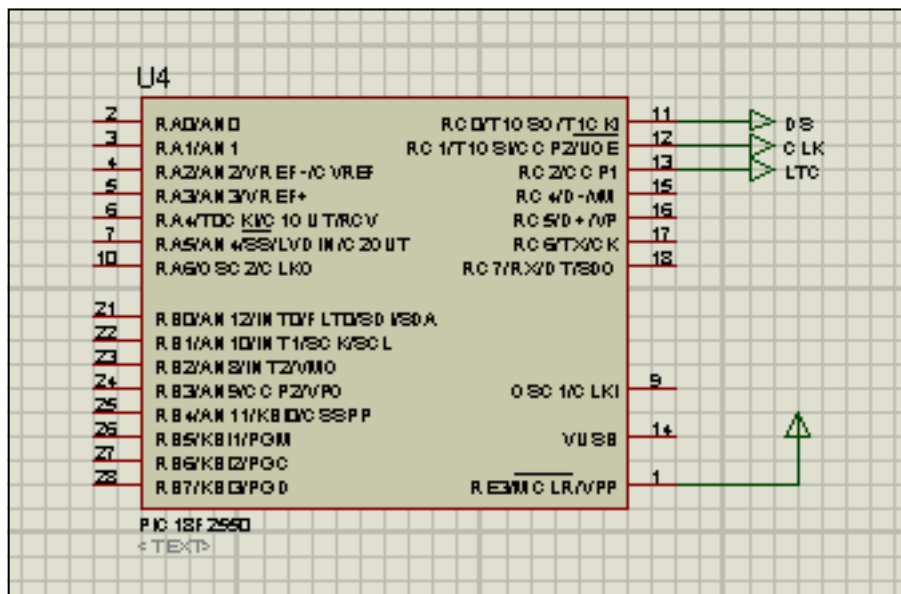 U4
2 RA0/AN0
3 RA1/AN1
4 RA2/AN2/VREF-/CVREF
5 RA3/AN3/VREF+
6 RA4/T0CKI/C1OUT/RCV
7 RA5/AN4/SS/LVDIN/C2OUT
10 RA6/OSC2/CLKO
21 RB0/AN12/INT0/FLT0/SDI/SDA
22 RB1/AN10/INT1/SCK/SCL
23 RB2/AN8/INT2/VMO
24 RB3/AN9/CCP2/VPO
25 RB4/AN11/KBI0/CSSPP
26 RB5/KBI1/PGM
27 RB6/KBI2/PGC
28 RB7/KBI3/PGD
RC0/T1OSO/T1CKI 11 DS
RC1/T1OSI/CCP2/UOE 12 CLK
RC2/CCP1 13 LTC
RC4/D-/VM 15
RC5/D+/VP 16
RC6/TX/CK 17
RC7/RX/DT/SDO 18
OSC1/CLKI 9
VUSB 14
RE3/MCLR/VPP 1
PIC18F2550
<TEXT>